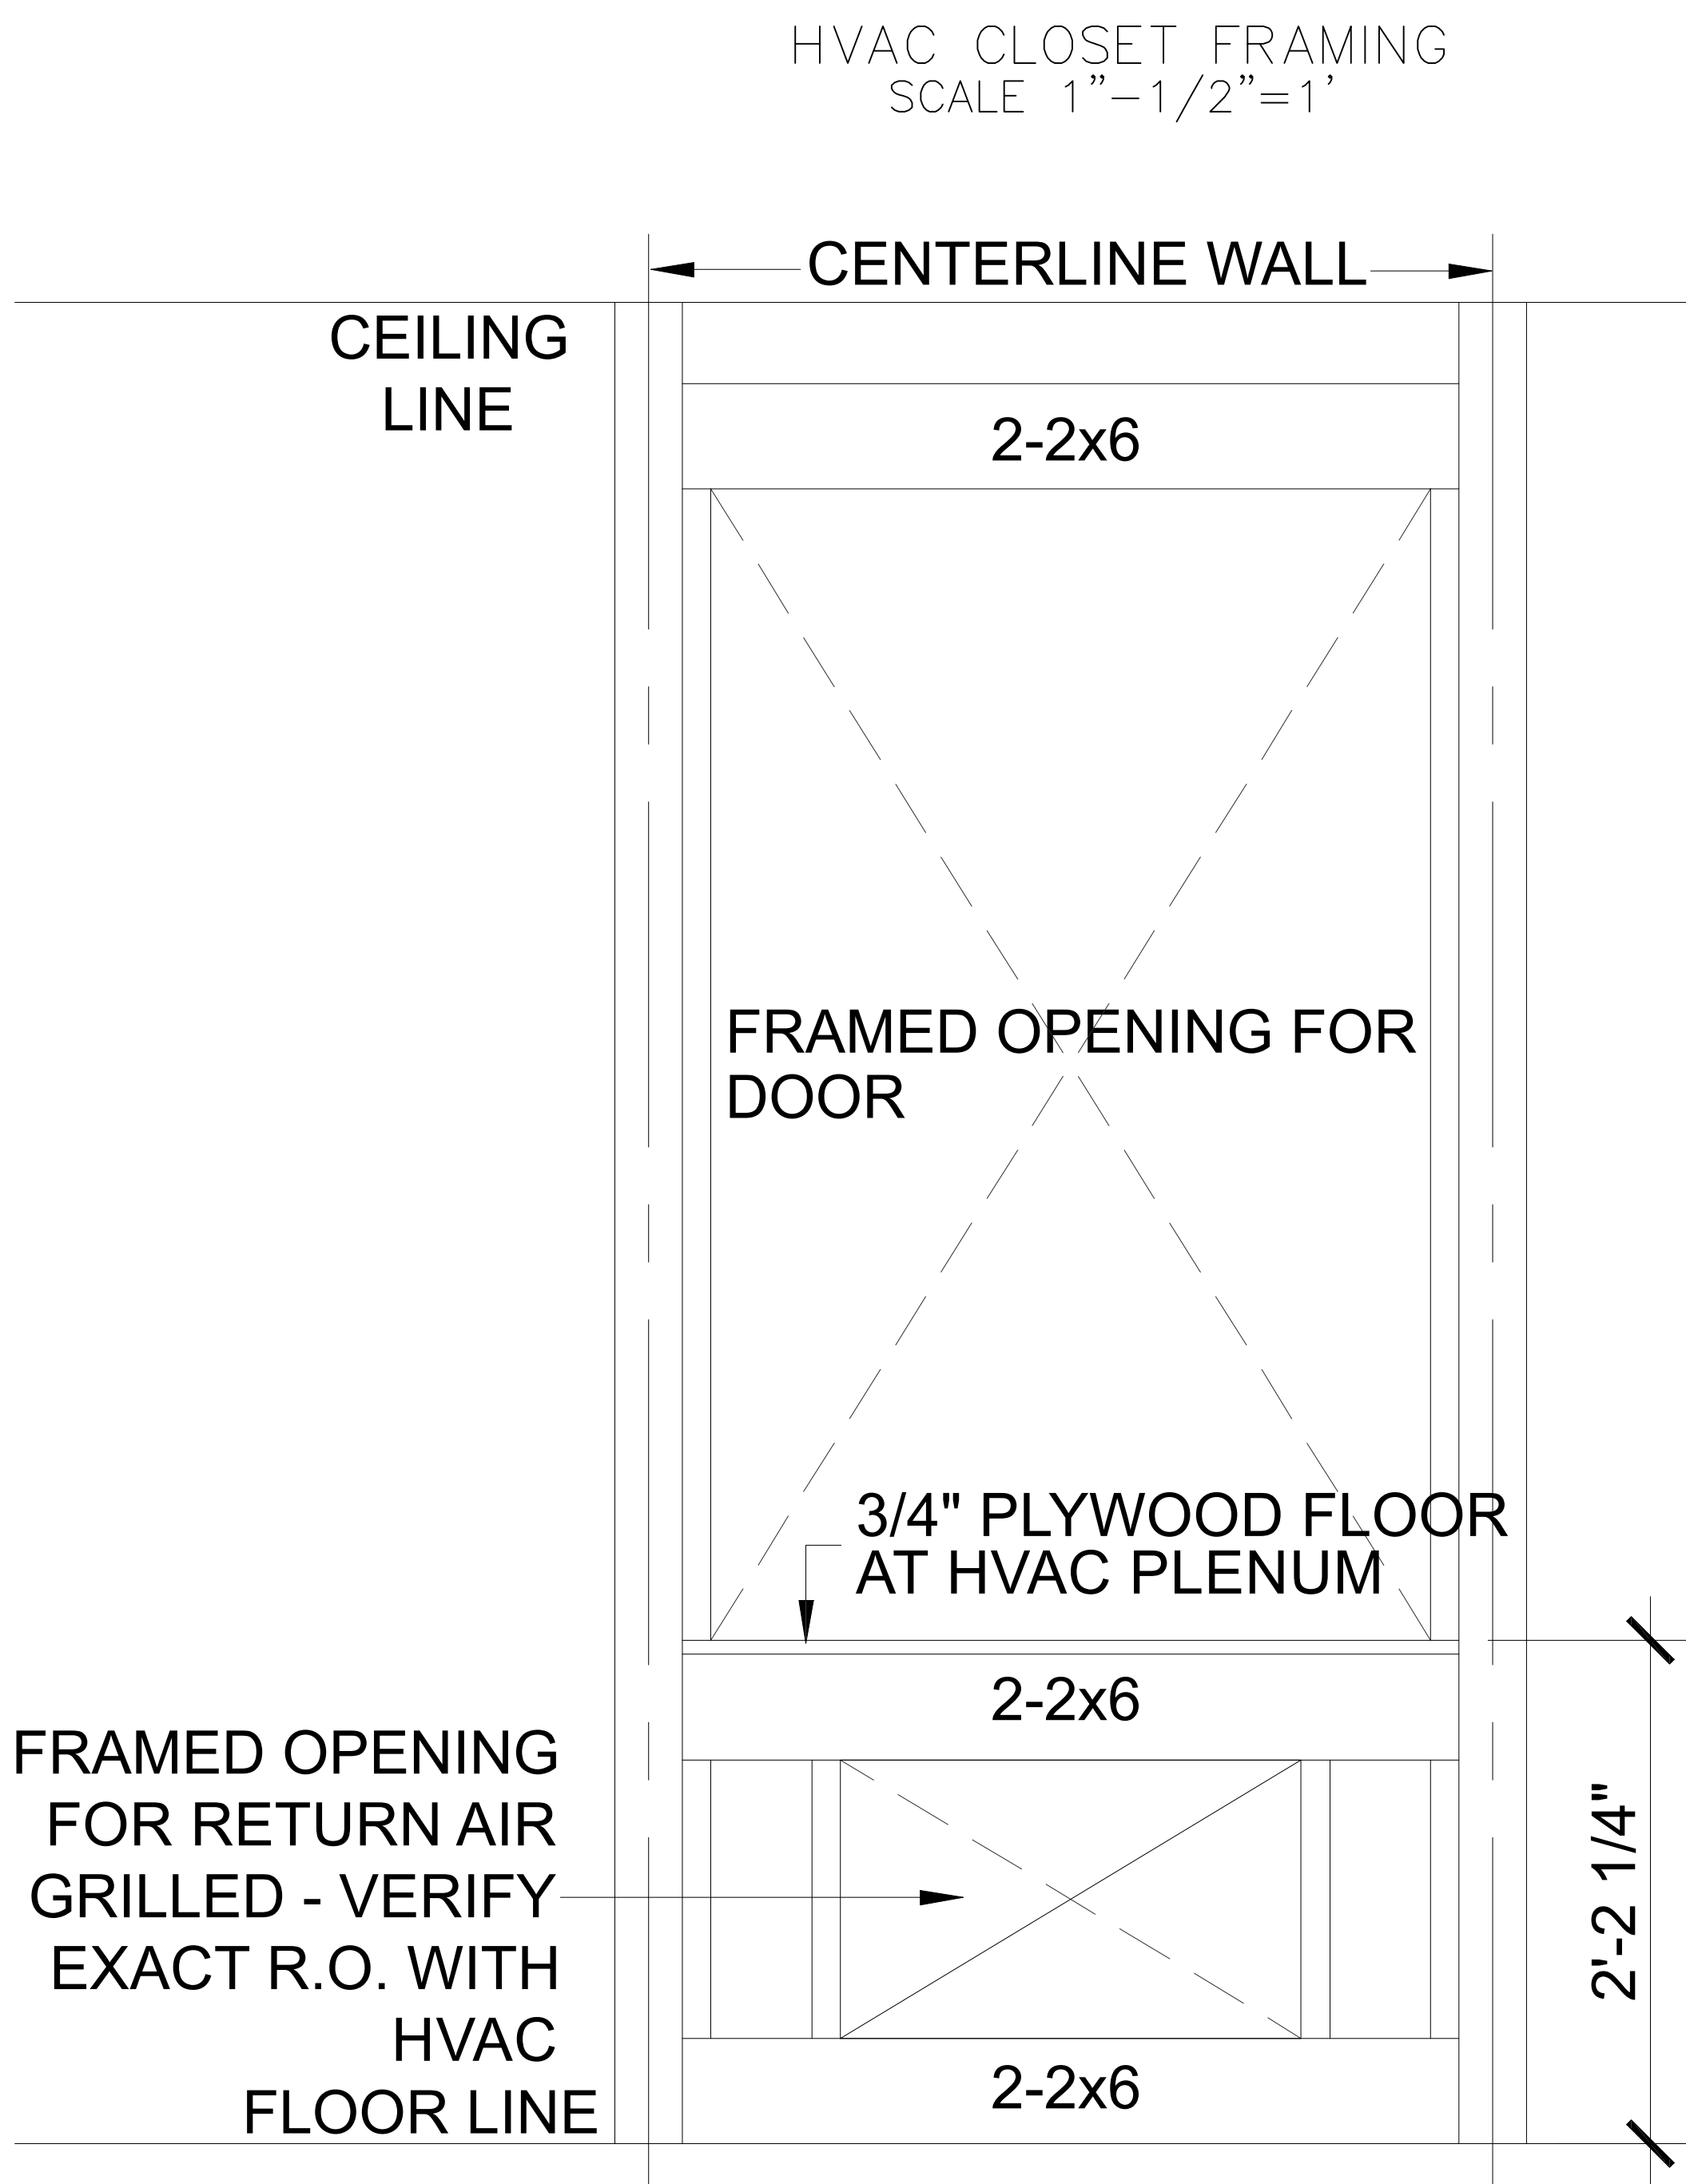 HVAC CLOSET FRAMING
SCALE 1"-1/2"=1'
CENTERLINE WALL
CEILING
LINE
2-2x6
FRAMED OPENING FOR
DOOR
3/4" PLYWOOD FLOOR
AT HVAC PLENUM
2-2x6
FRAMED OPENING
FOR RETURN AIR
GRILLED - VERIFY
EXACT R.O. WITH
HVAC
2'-2 1/4"
2-2x6
FLOOR LINE